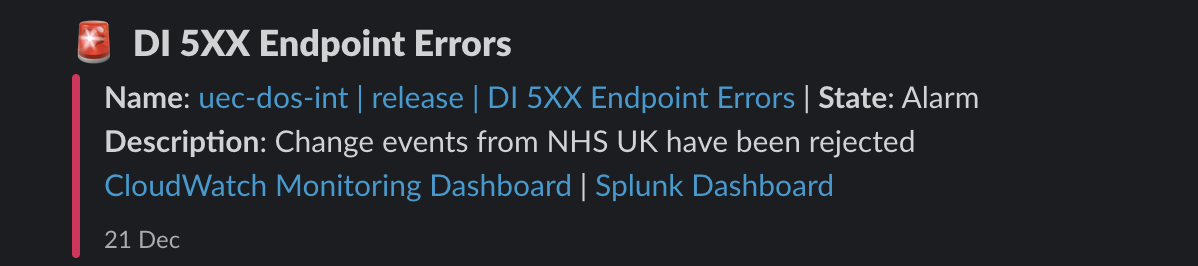 DI 5XX Endpoint Errors
Name: uec-dos-int | release | DI 5XX Endpoint Errors | State: Alarm
Description: Change events from NHS UK have been rejected
CloudWatch Monitoring Dashboard | Splunk Dashboard
21 Dec